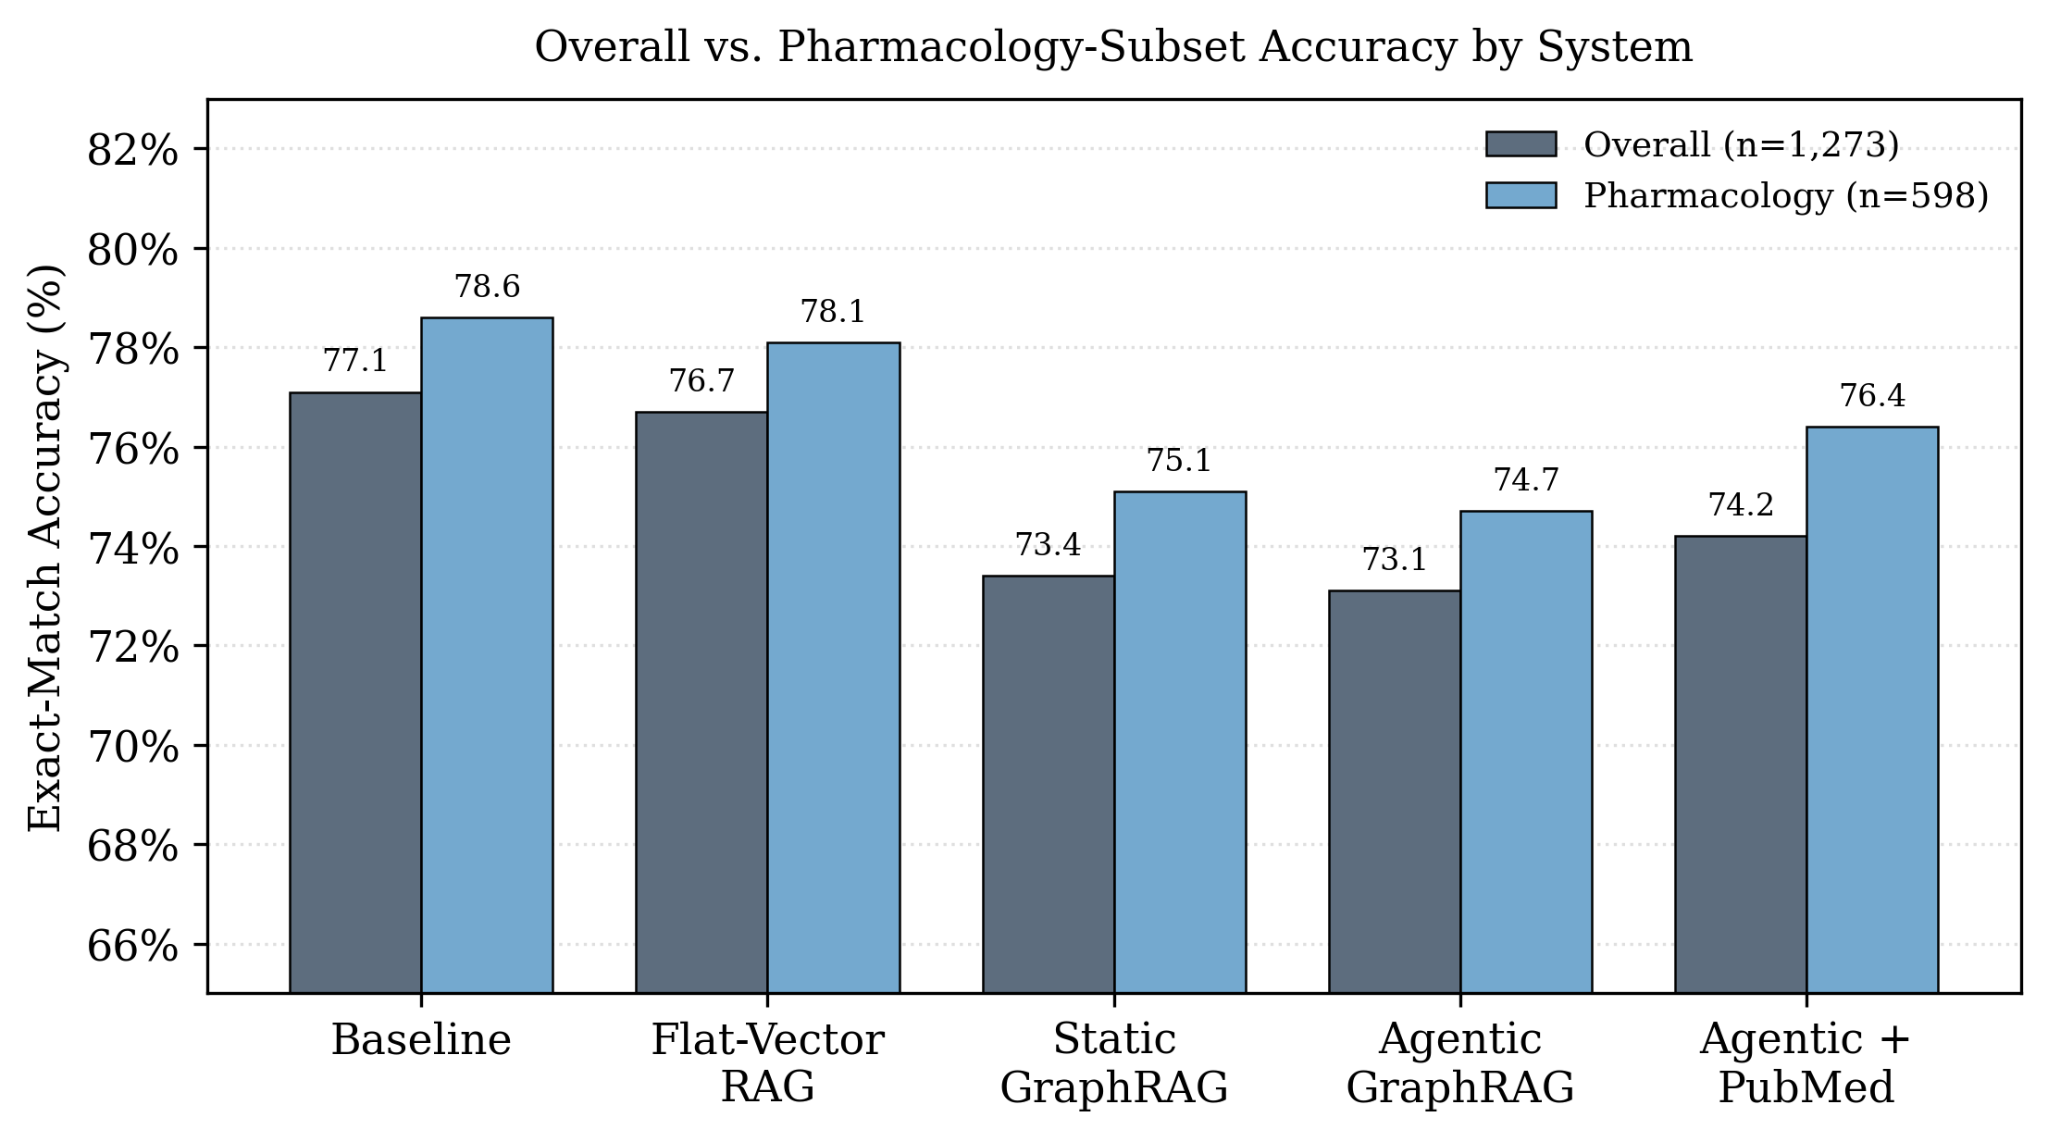 Overall vs. Pharmacology-Subset Accuracy by System
Overall (n=1,273)
Pharmacology (n=598)
Exact-Match Accuracy (%)
82%
80%
78%
76%
74%
72%
70%
68%
66%
77.1
78.6
76.7
78.1
73.4
75.1
73.1
74.7
74.2
76.4
Baseline
Flat-Vector
RAG
Static
GraphRAG
Agentic
GraphRAG
Agentic +
PubMed